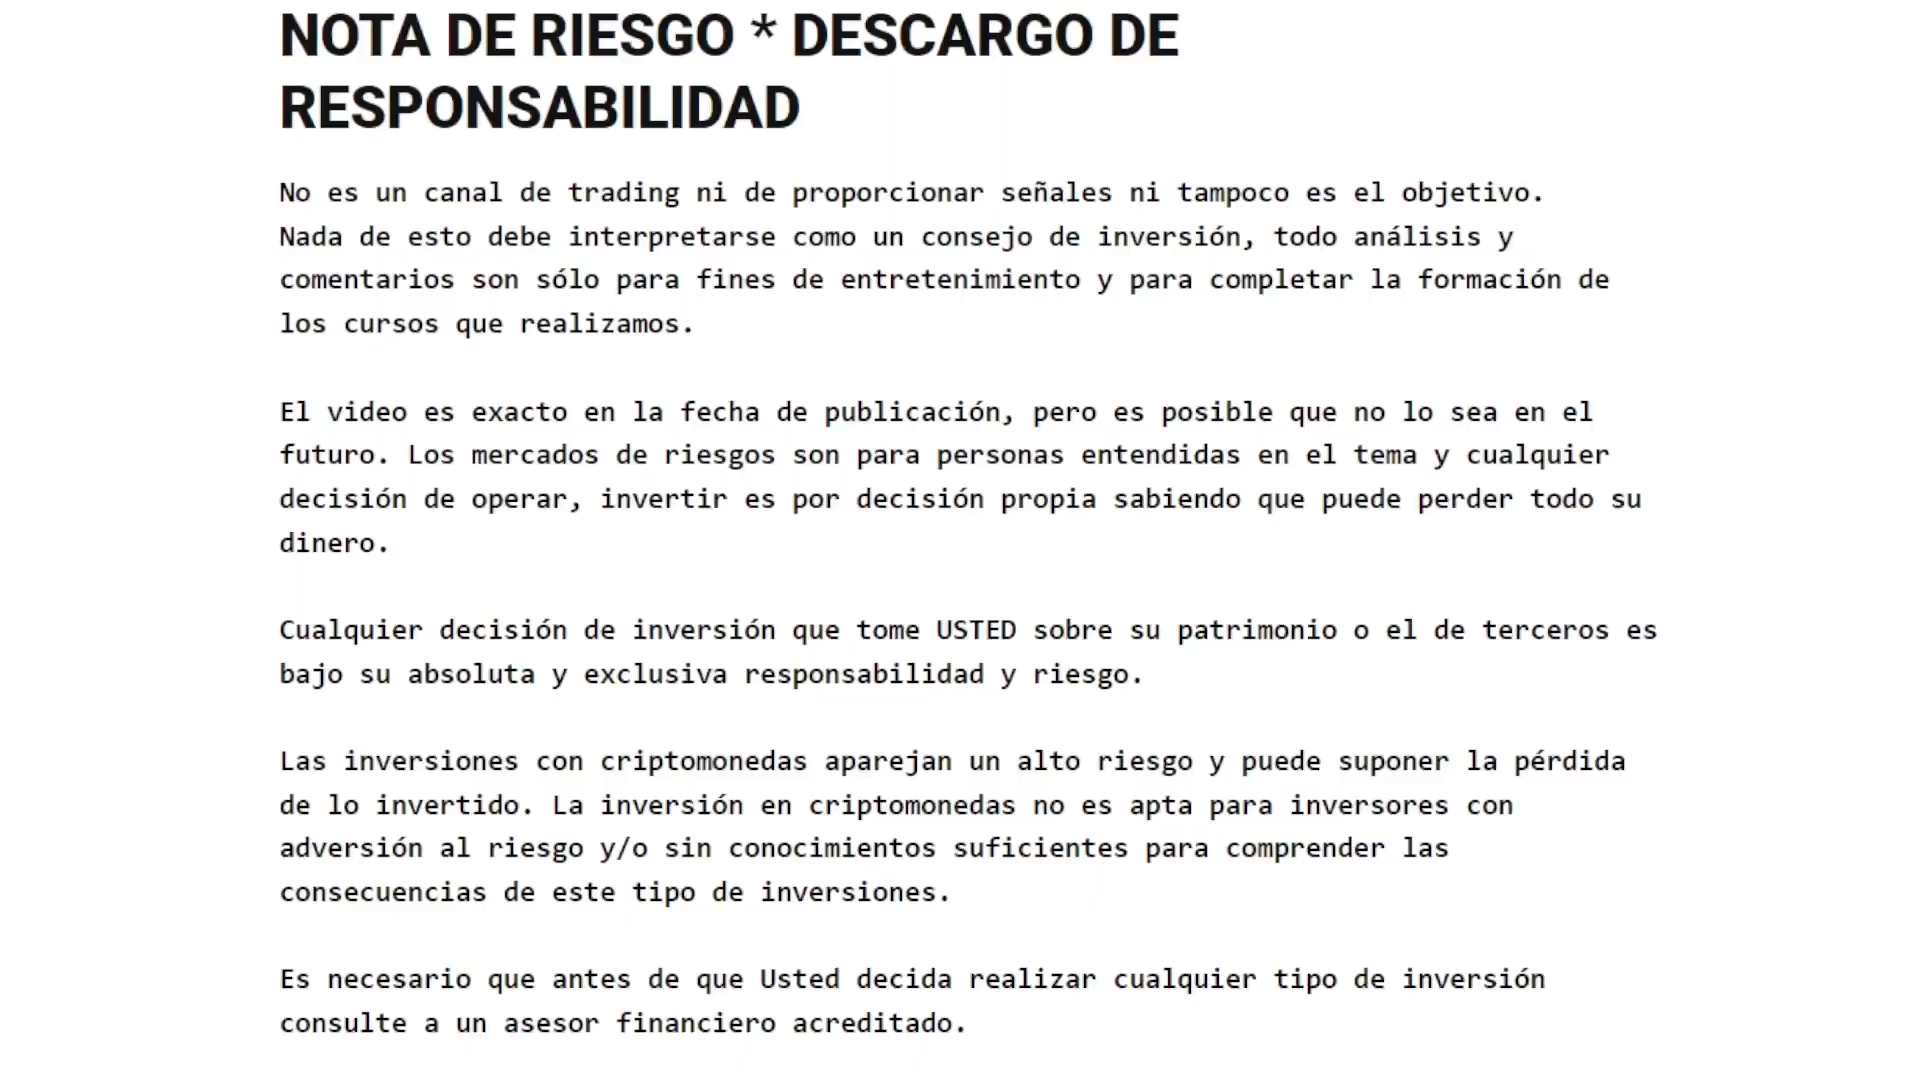 NOTA DE RIESGO * DESCARGO DE
RESPONSABILIDAD
No es un canal de trading ni de proporcionar señales ni tampoco es el objetivo.
Nada de esto debe interpretarse como un consejo de inversión, todo análisis y
comentarios son sólo para fines de entretenimiento y para completar la formación de
los cursos que realizamos.
El video es exacto en la fecha de publicación, pero es posible que no lo sea en el
futuro. Los mercados de riesgos son para personas entendidas en el tema y cualquier
decisión de operar, invertir es por decisión propia sabiendo que puede perder todo su
dinero.
Cualquier decisión de inversión que tome USTED sobre su patrimonio o el de terceros es
bajo su absoluta y exclusiva responsabilidad y riesgo.
Las inversiones con criptomonedas aparejan un alto riesgo y puede suponer la pérdida
de lo invertido. La inversión en criptomonedas no es apta para inversores con
adversión al riesgo y/o sin conocimientos suficientes para comprender las
consecuencias de este tipo de inversiones.
Es necesario que antes de que Usted decida realizar cualquier tipo de inversión
consulte a un asesor financiero acreditado.